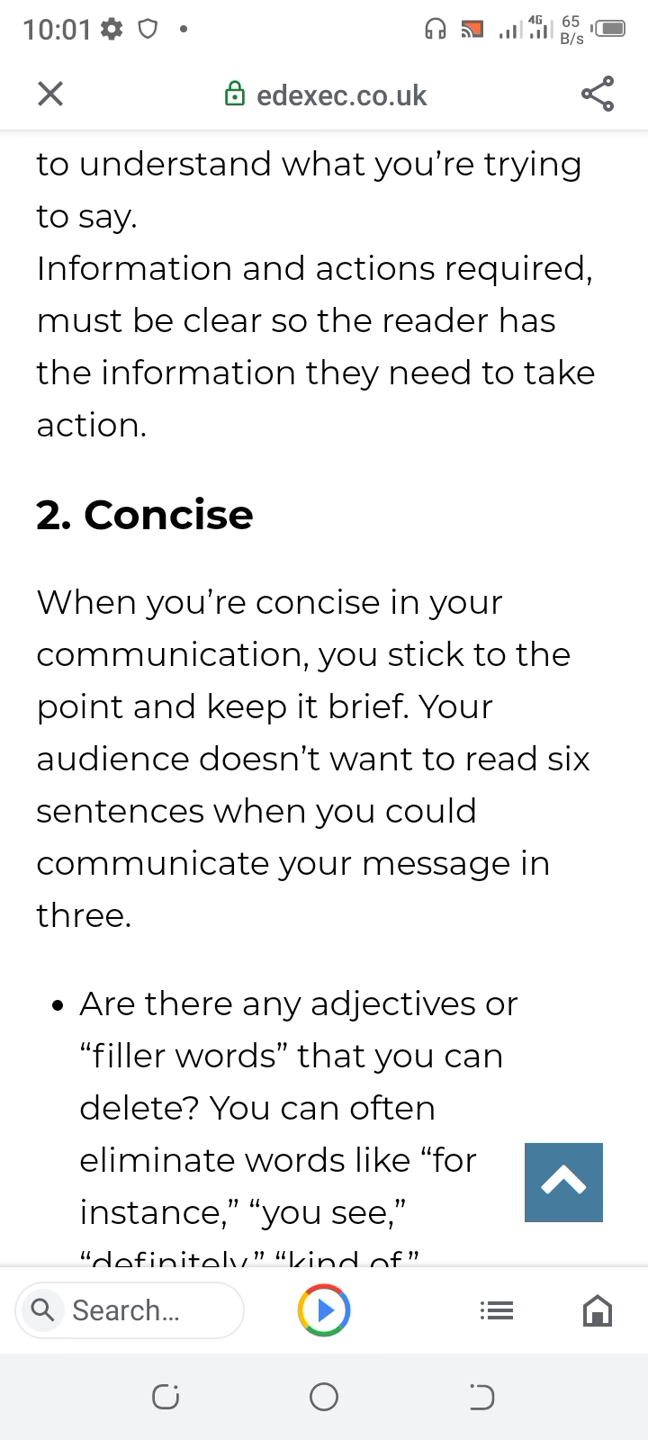 10:01
4G
65
B/s
edexec.co.uk
to understand what you’re trying
to say.
Information and actions required,
must be clear so the reader has
the information they need to take
action.
2. Concise
When you’re concise in your
communication, you stick to the
point and keep it brief. Your
audience doesn’t want to read six
sentences when you could
communicate your message in
three.
• Are there any adjectives or
“filler words” that you can
delete? You can often
eliminate words like “for
instance,” “you see,”
“definitely,” “kind of,”
Search...